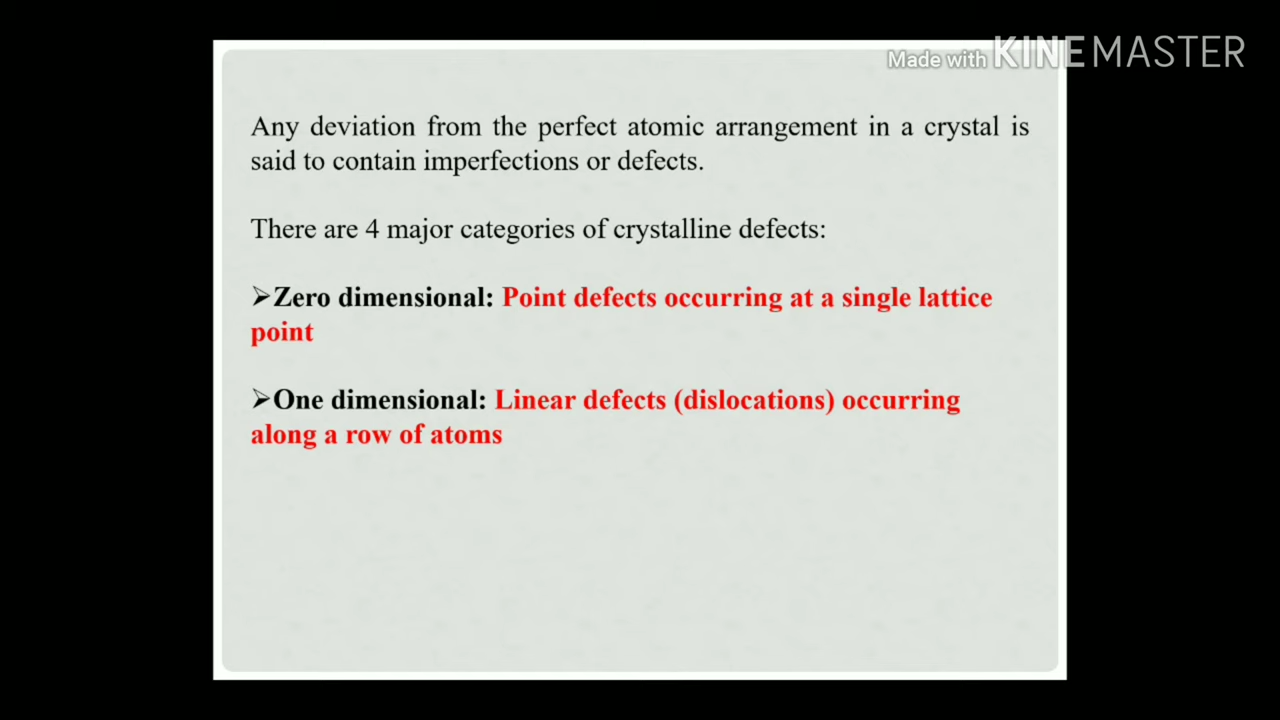 Made with KINEMASTER
Any deviation from the perfect atomic arrangement in a crystal is
said to contain imperfections or defects.
There are 4 major categories of crystalline defects:
➢Zero dimensional: Point defects occurring at a single lattice
point
➢One dimensional: Linear defects (dislocations) occurring
along a row of atoms